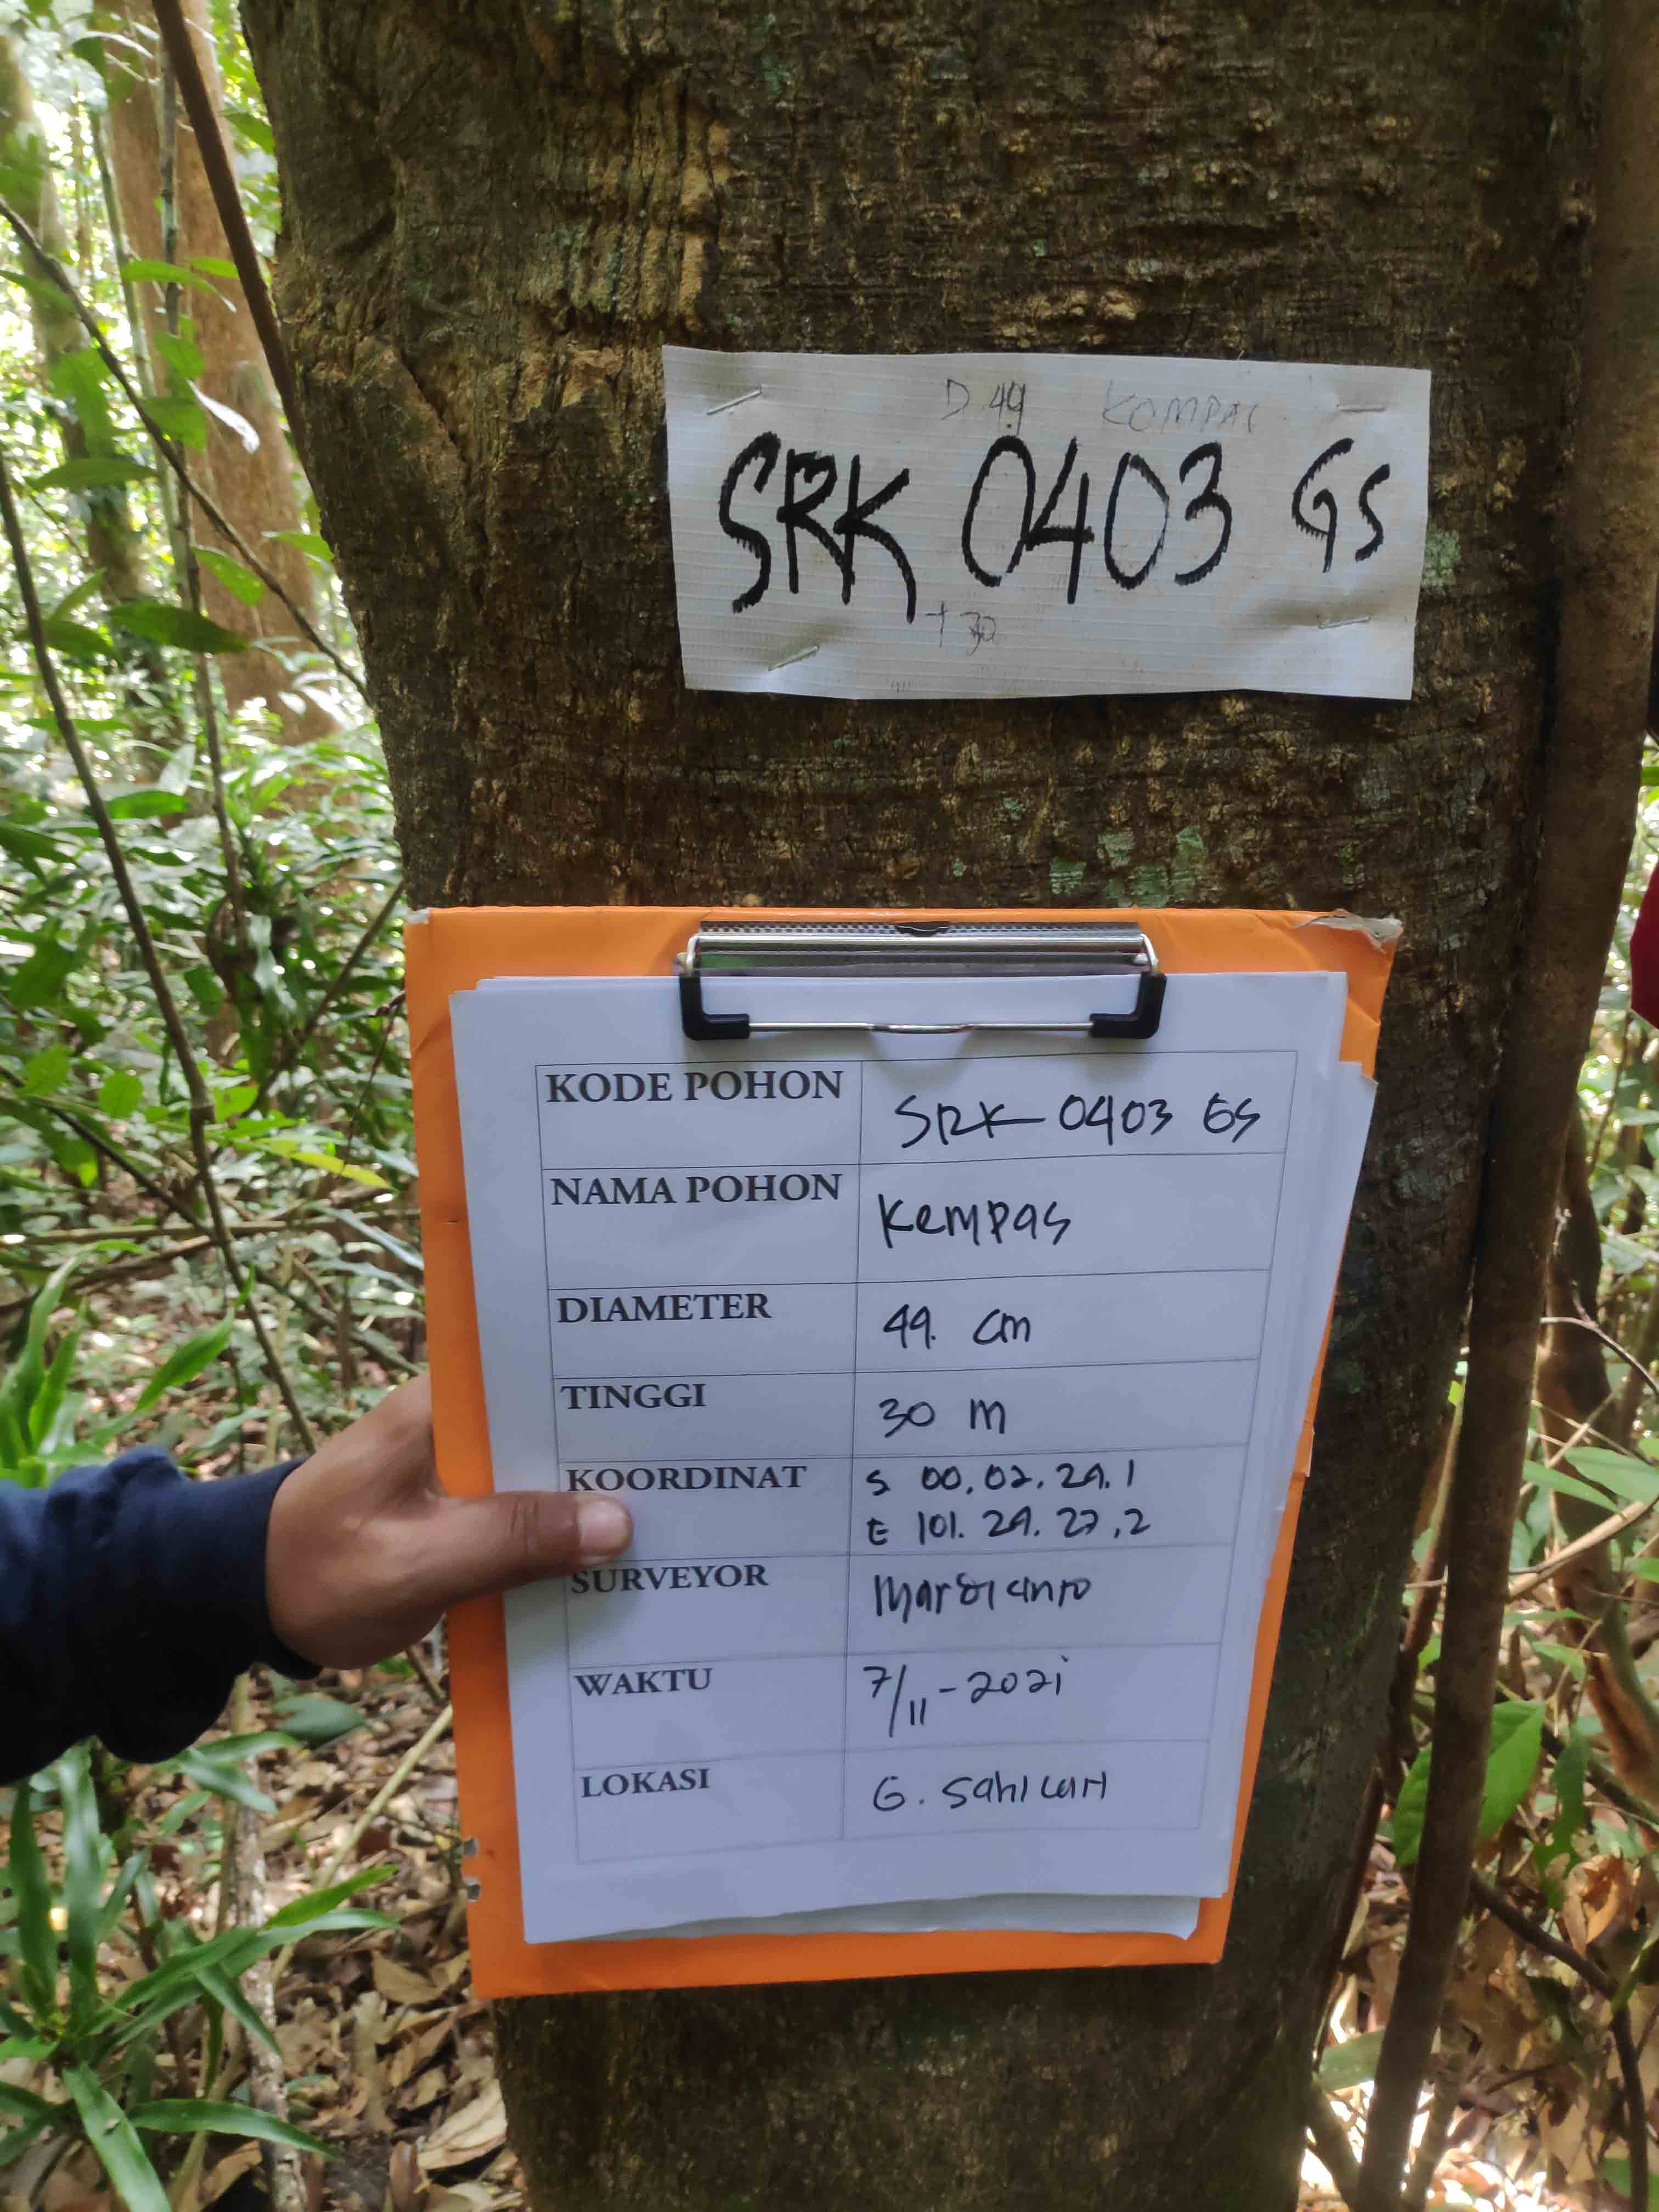 D 49 KOMPAS
SRK 0403 GS
T 30
KODE POHON SRK 0403 GS
NAMA POHON Kempas
DIAMETER 49. cm
TINGGI 30 m
KOORDINAT S 00.02.29.1
E 101.29.27.2
SURVEYOR Mardianto
WAKTU 7/11-2021
LOKASI G. Sahilan